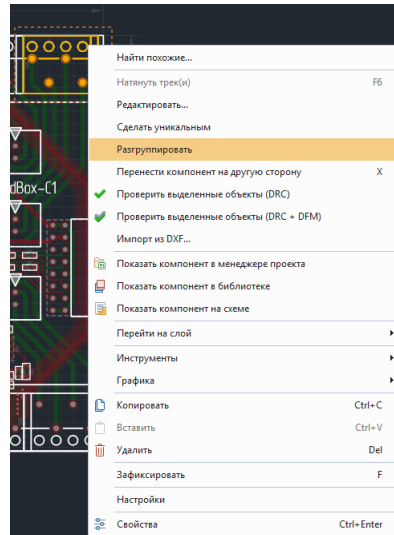 Найти похожие...
Натянуть трек(и) F6
Редактировать...
Сделать уникальным
Разгруппировать
Перенести компонент на другую сторону X
dBox-C1
Проверить выделенные объекты (DRC)
Проверить выделенные объекты (DRC + DFM)
Импорт из DXF...
Показать компонент в менеджере проекта
Показать компонент в библиотеке
Показать компонент на схеме
Перейти на слой
Инструменты
Графика
Копировать Ctrl+C
Вставить Ctrl+V
Удалить Del
Зафиксировать F
Настройки
Свойства Ctrl+Enter